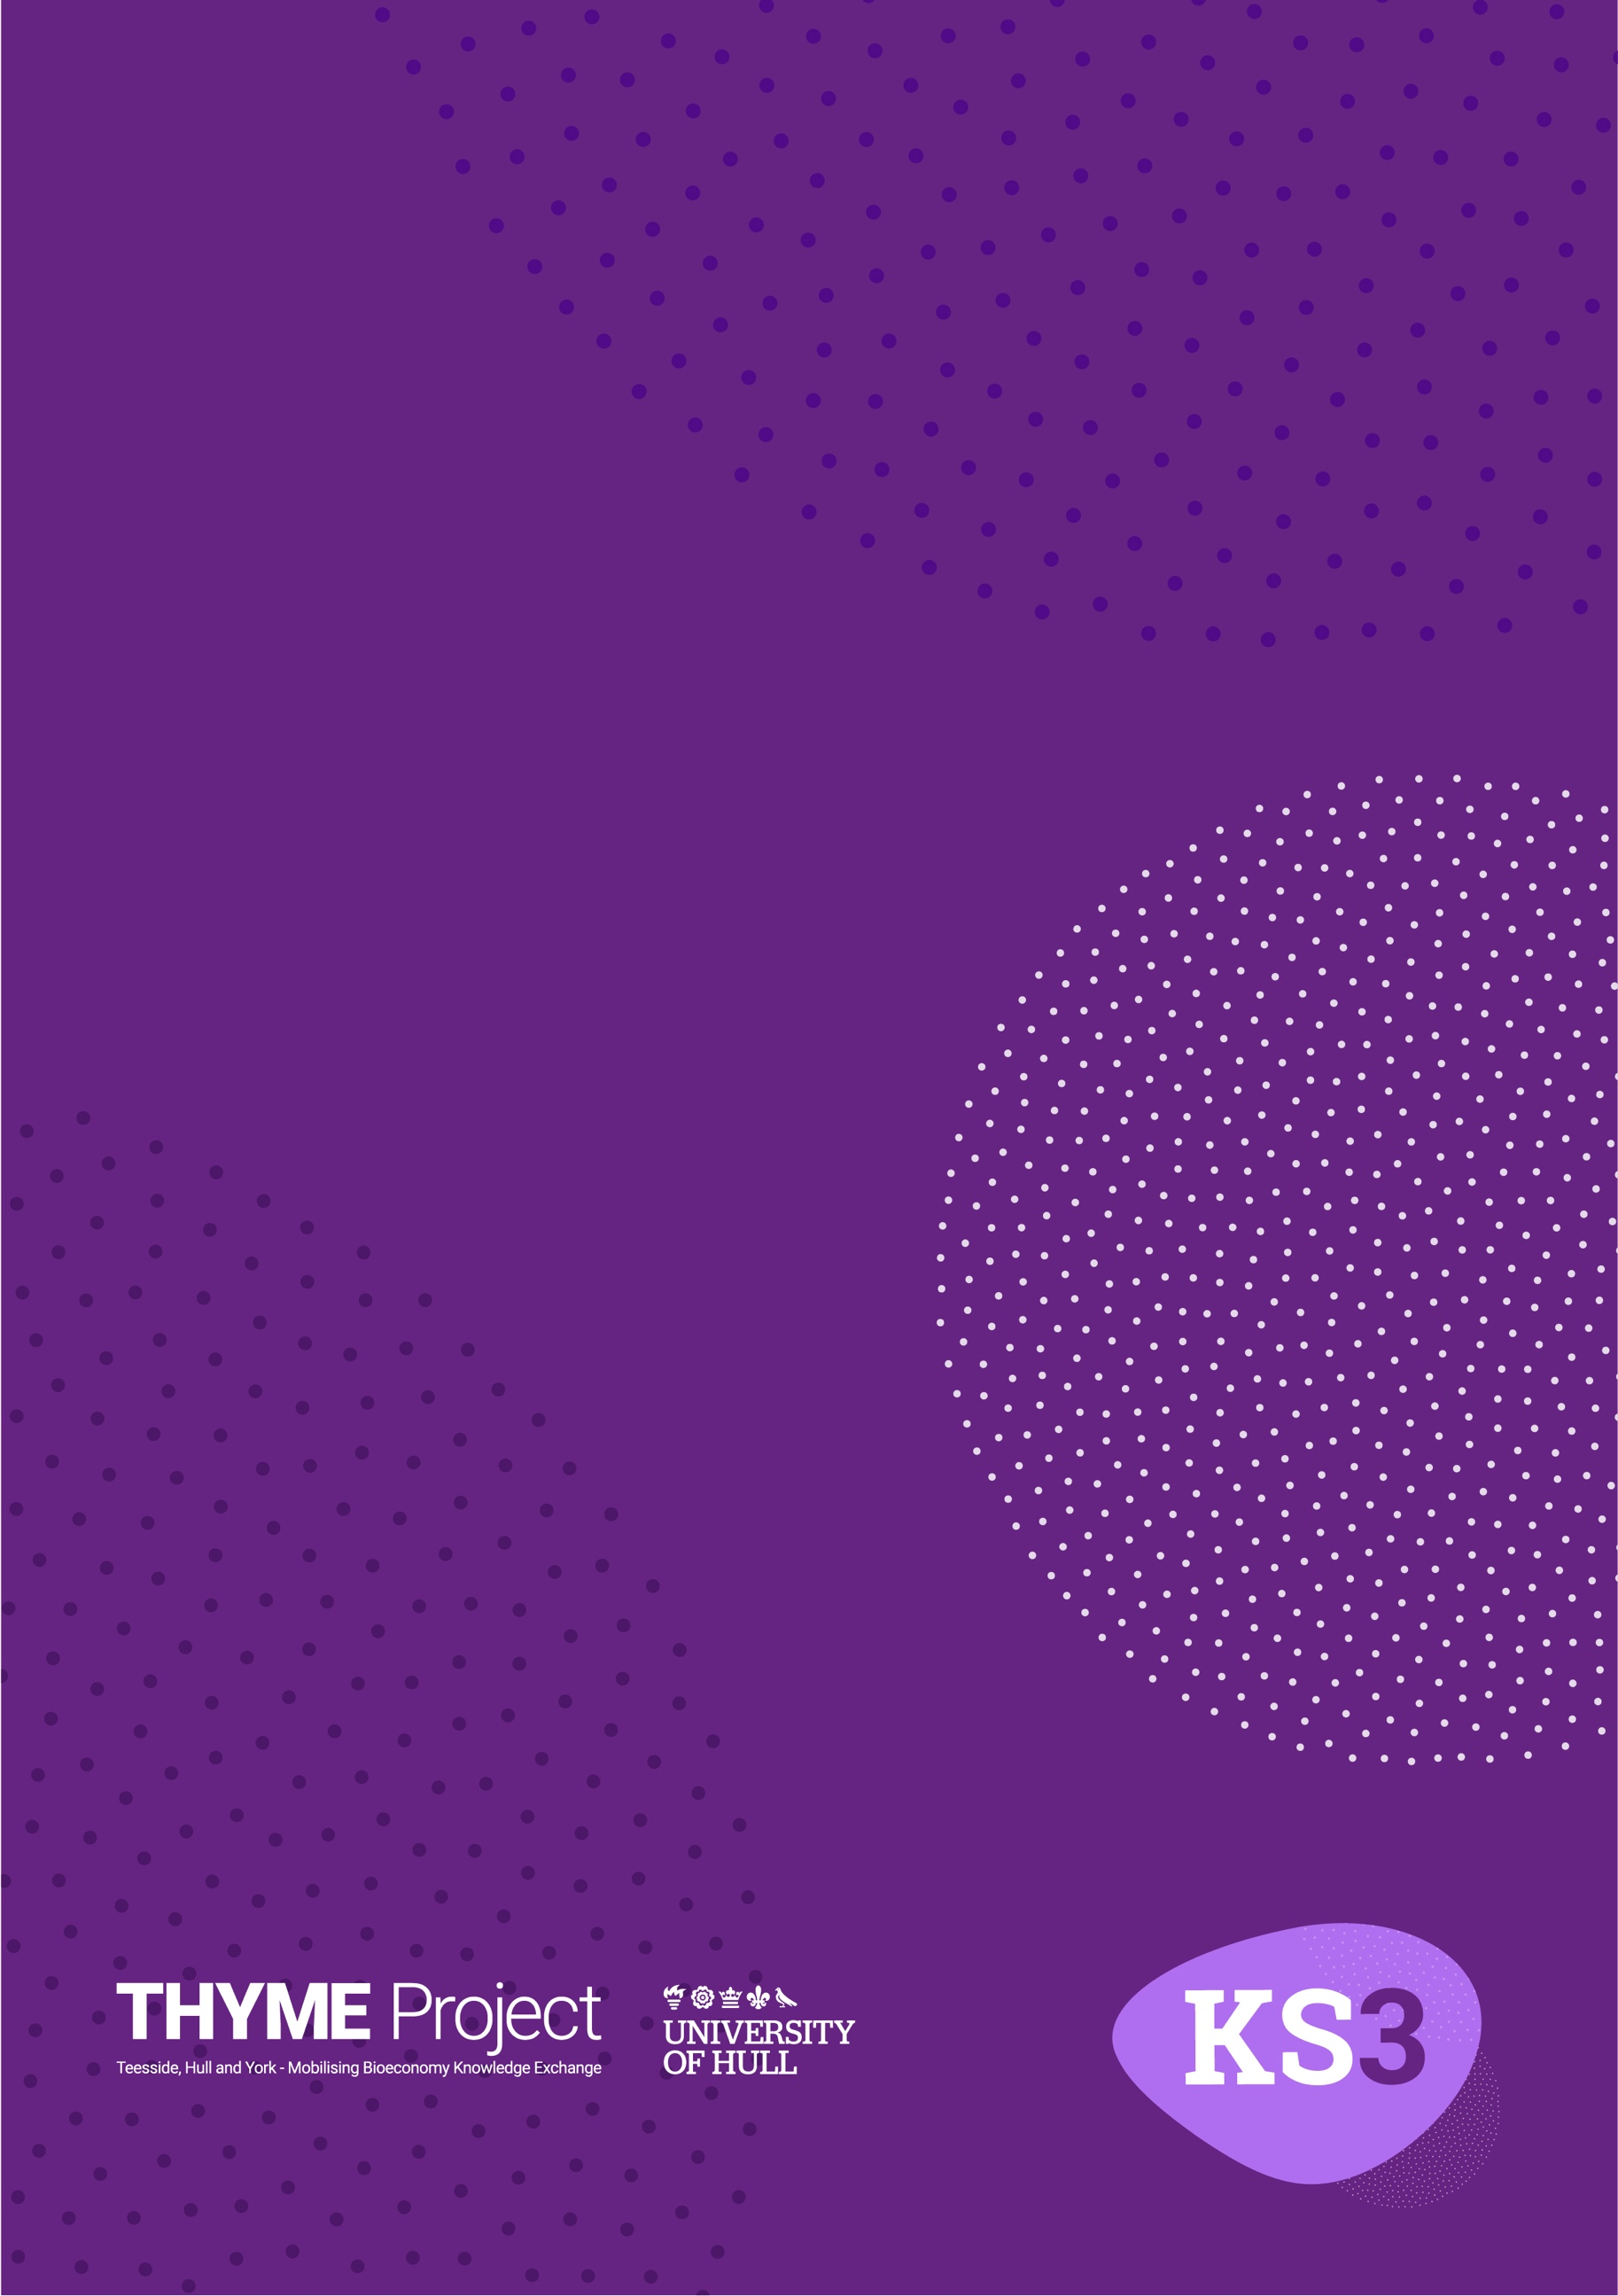 THYME Project
Teesside, Hull and York - Mobilising Bioeconomy Knowledge Exchange
UNIVERSITY
OF HULL
KS3